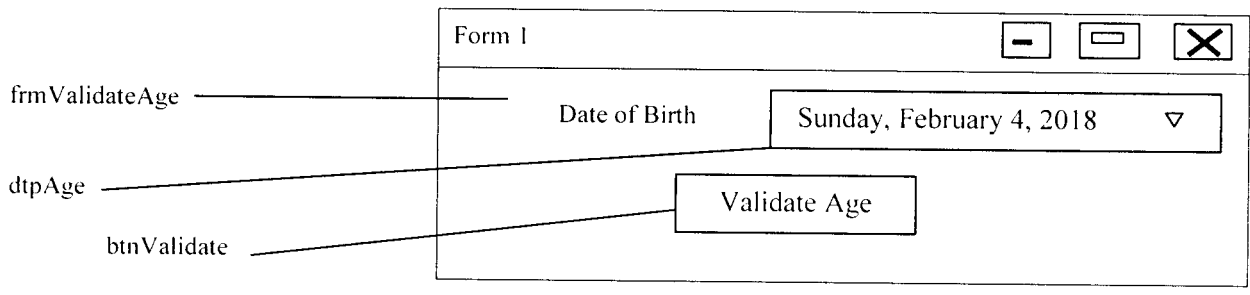 Form 1
frmValidateAge
Date of Birth
Sunday, February 4, 2018
dtpAge
Validate Age
btnValidate